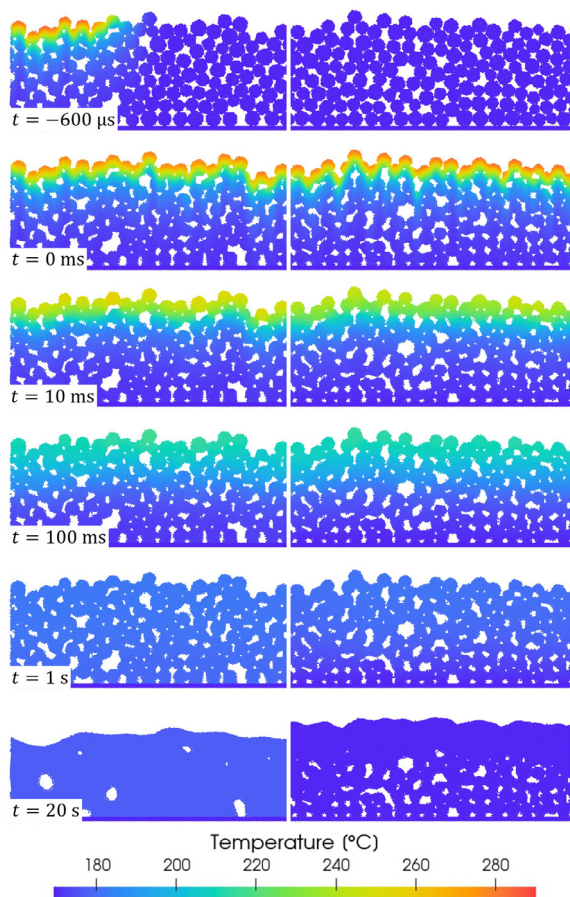 t = −600 µs
t = 0 ms
t = 10 ms
t = 100 ms
t = 1 s
t = 20 s
Temperature (°C)
180 200 220 240 260 280